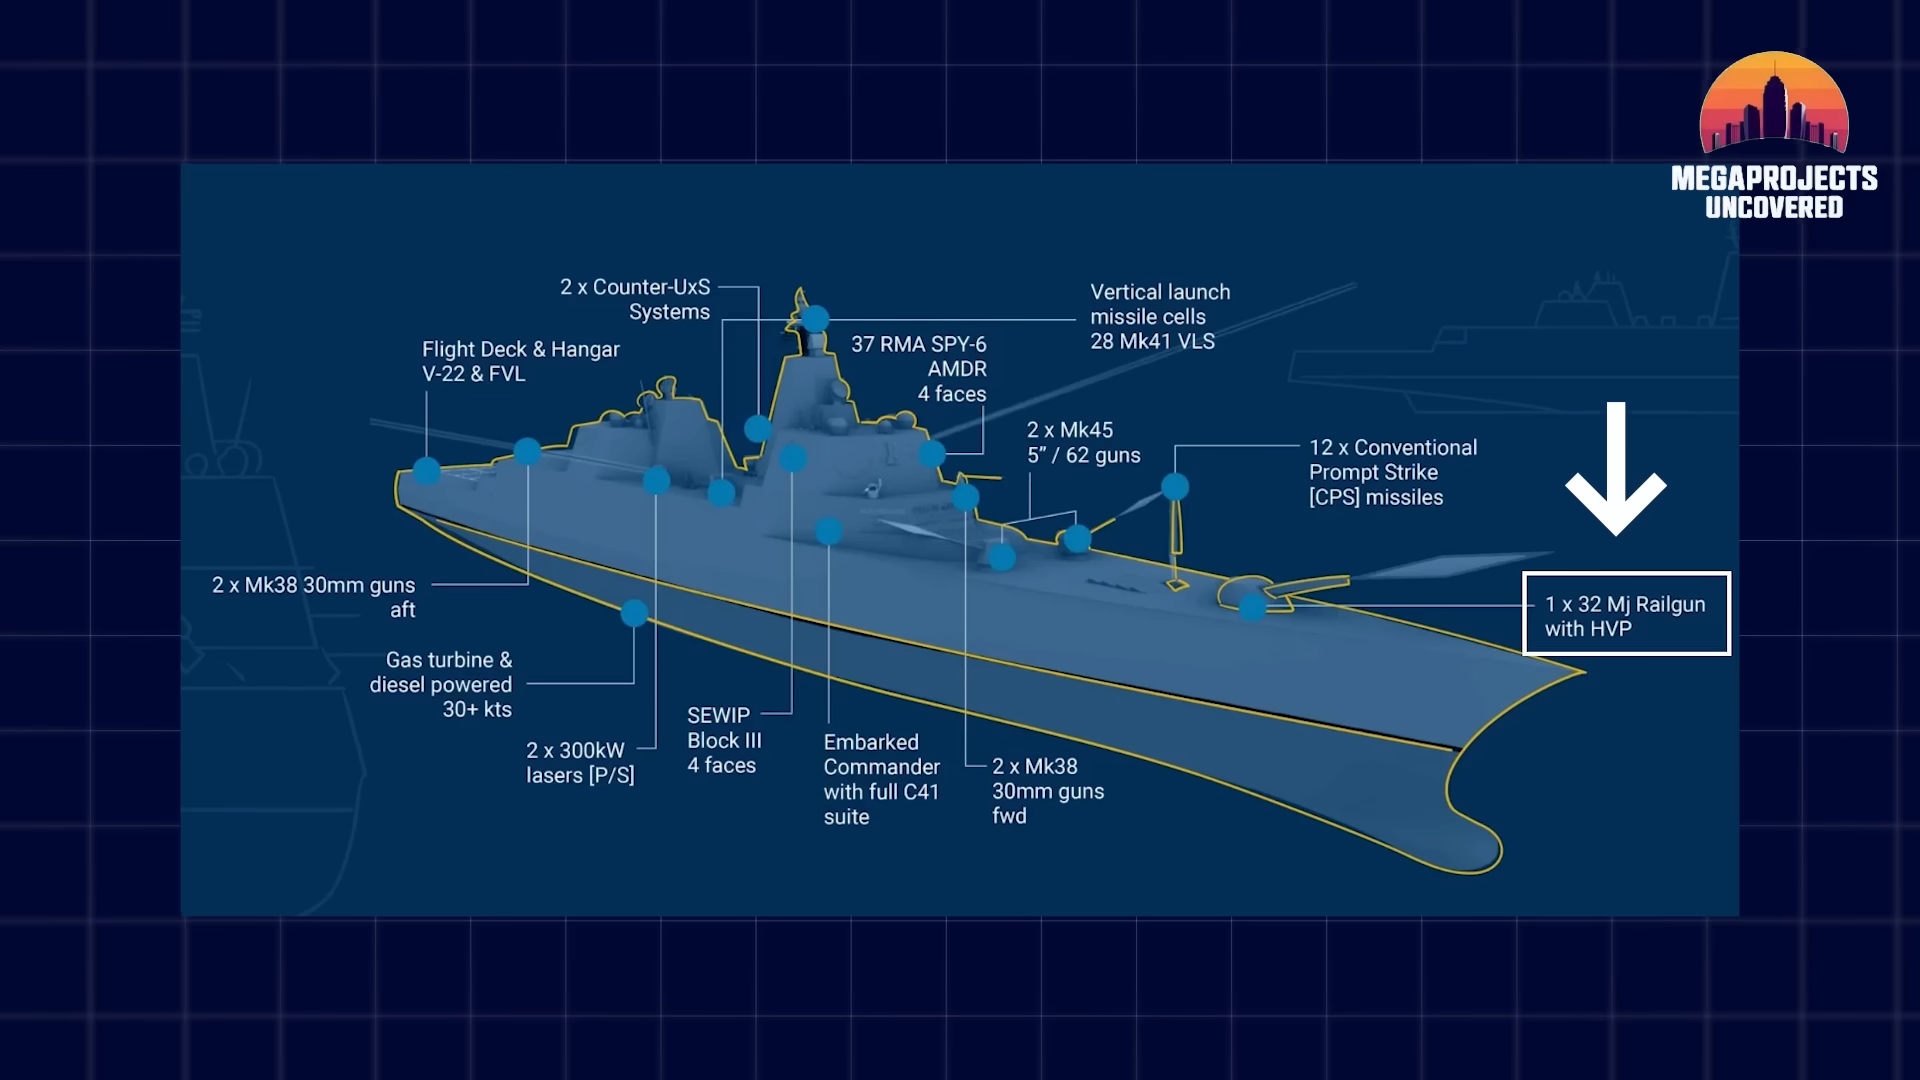 MEGAPROJECTS
UNCOVERED
2 x Counter-UxS
Systems
Vertical launch
missile cells
28 Mk41 VLS
Flight Deck & Hangar
V-22 & FVL
37 RMA SPY-6
AMDR
4 faces
2 x Mk45
5” / 62 guns
12 x Conventional
Prompt Strike
[CPS] missiles
2 x Mk38 30mm guns
aft
1 x 32 Mj Railgun
with HVP
Gas turbine &
diesel powered
30+ kts
2 x 300kW
lasers [P/S]
SEWIP
Block III
4 faces
Embarked
Commander
with full C41
suite
2 x Mk38
30mm guns
fwd